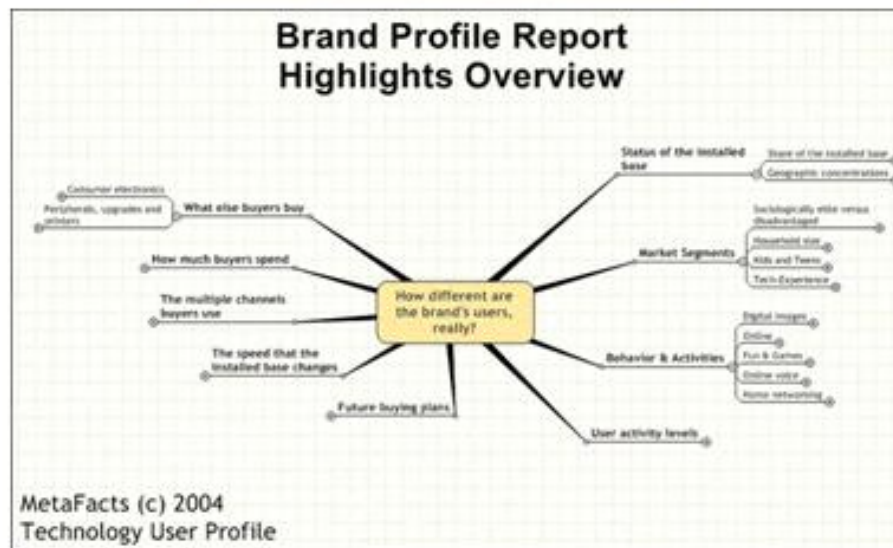 Brand Profile Report
Highlights Overview
Status of the installed
base
Share of the installed base
Geographic concentrations
Consumer electronics
Peripherals, upgrades and
printers
What else buyers buy
Sociologically elite versus
disadvantaged
Market Segments
Household size
Kids and Teens
Tech-Experience
How much buyers spend
How different are
the brand's users,
really?
The multiple channels
buyers use
Digital images
Online
Behavior & Activities
Fun & Games
Online voice
Home networking
The speed that the
installed base changes
Future buying plans
User activity levels
MetaFacts (c) 2004
Technology User Profile